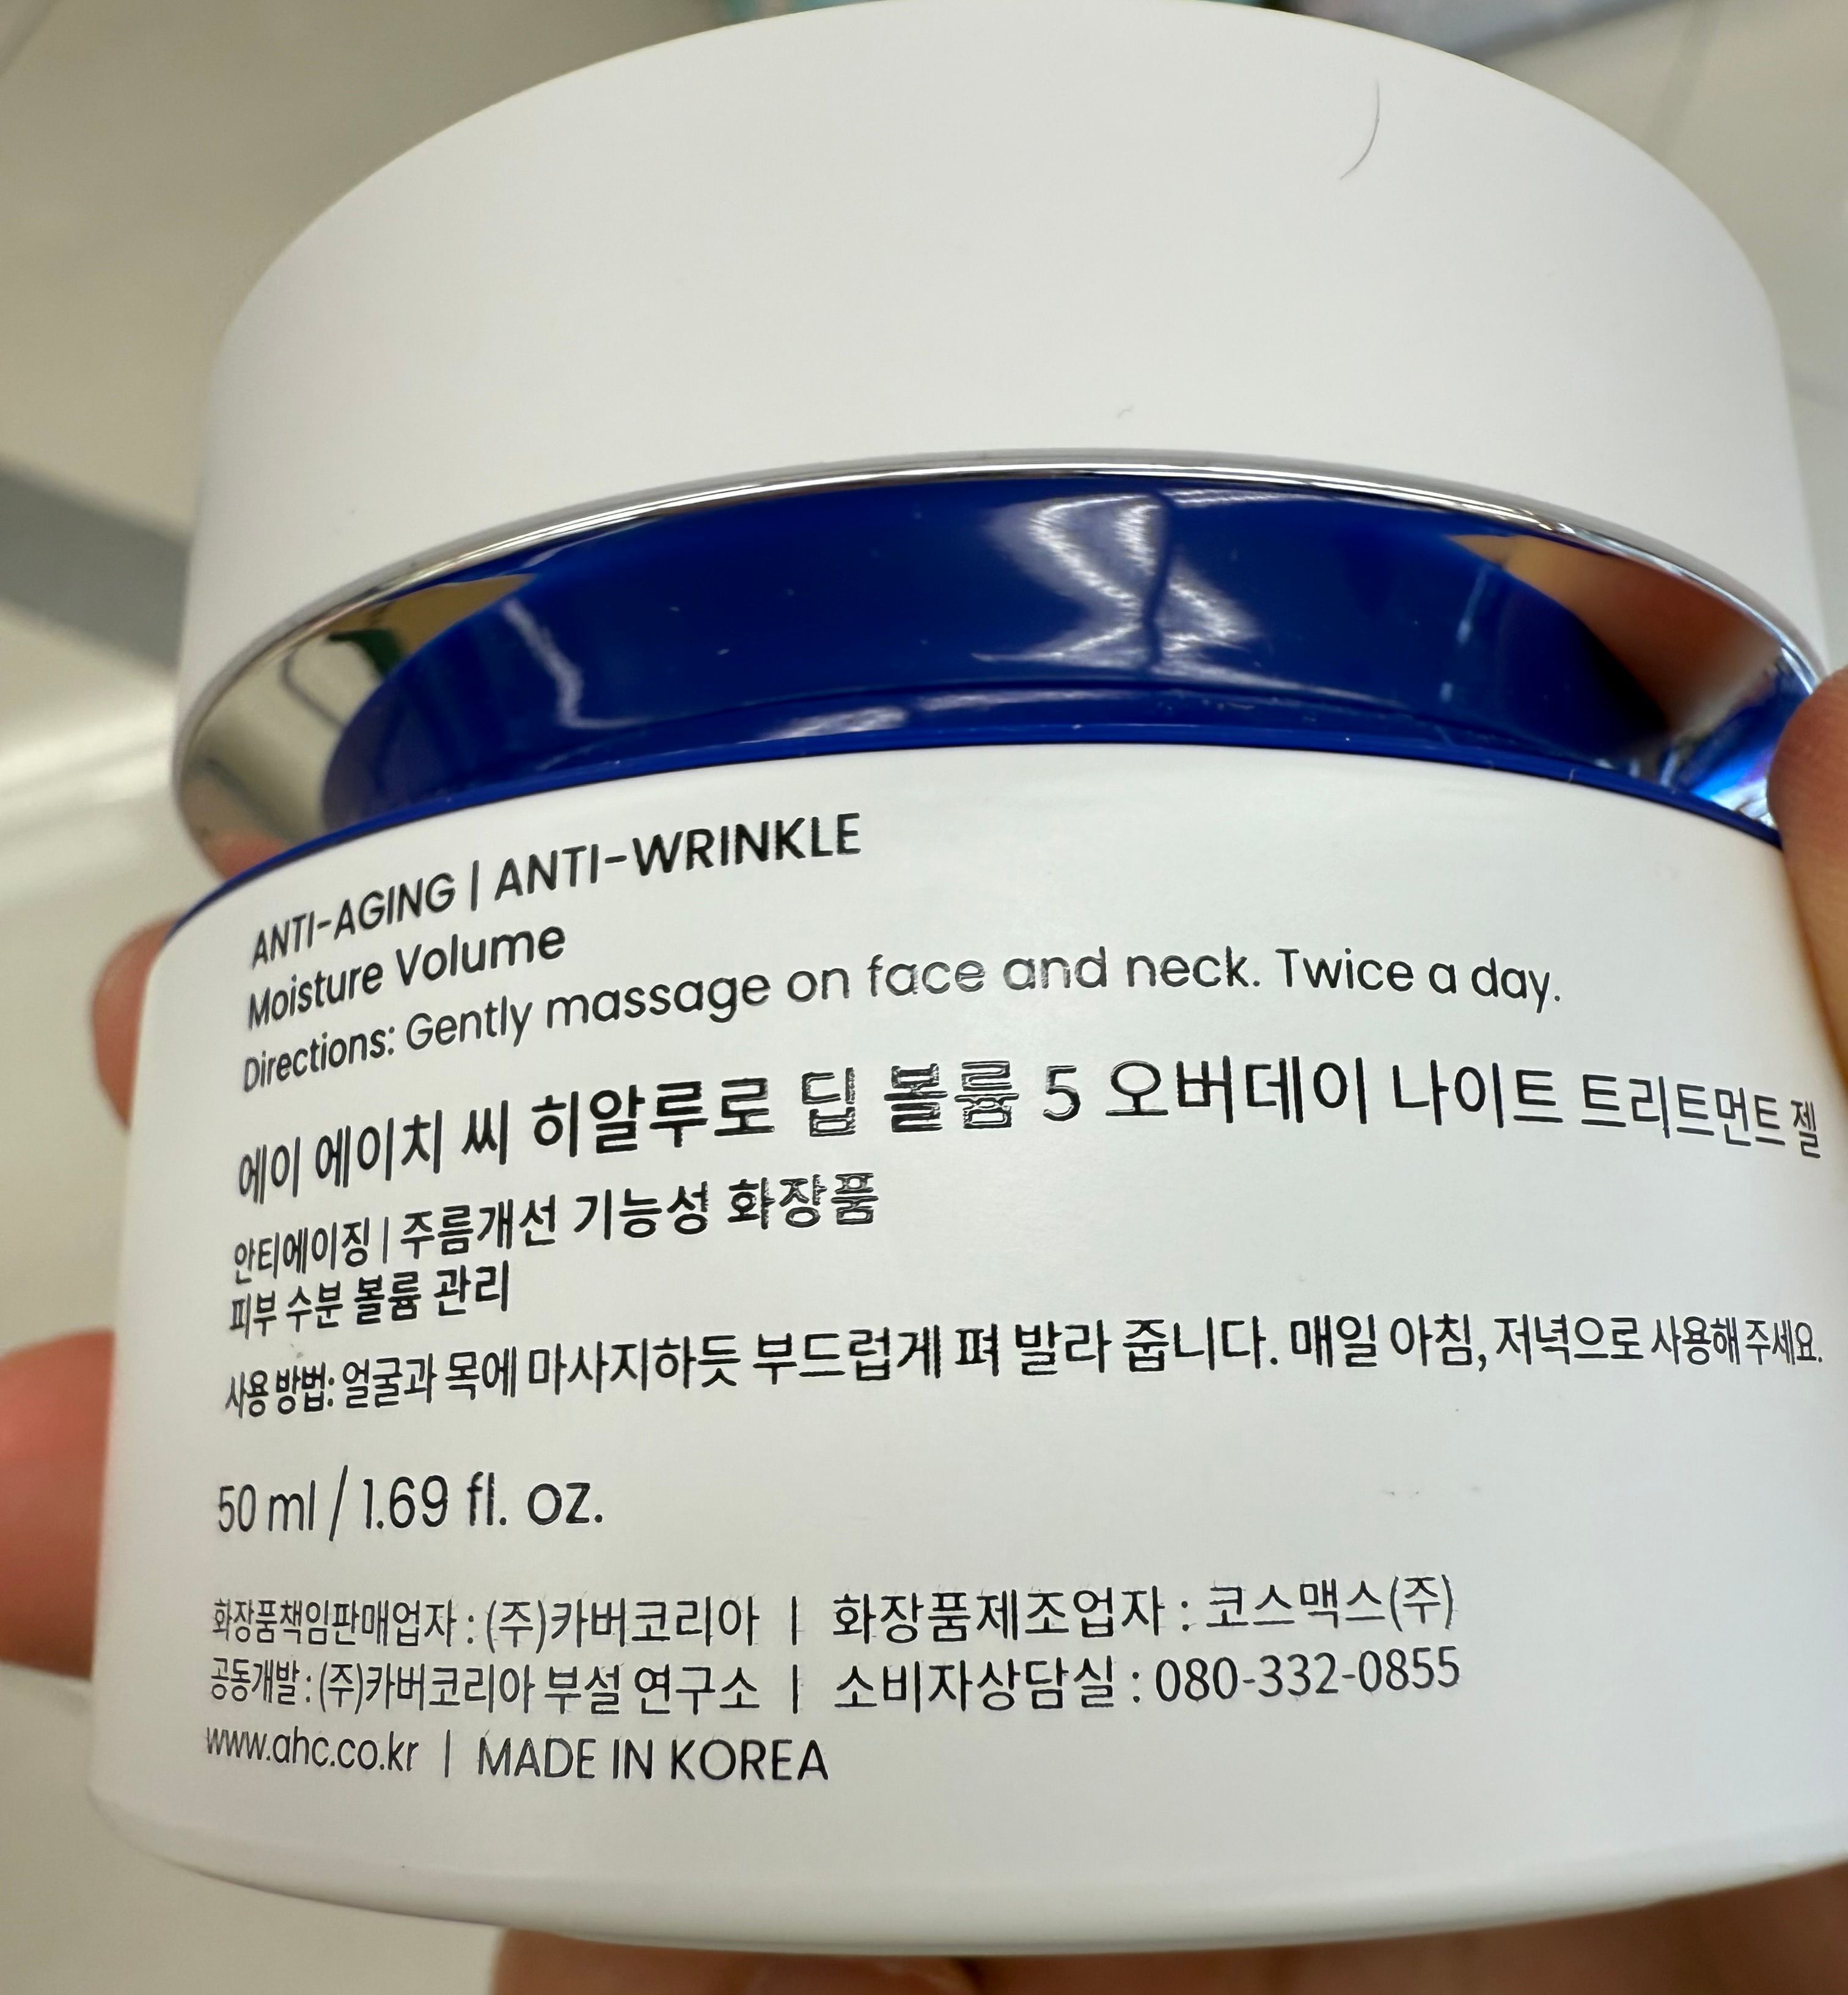 ANTI-AGING | ANTI-WRINKLE
Moisture Volume
Directions: Gently massage on face and neck. Twice a day.
에이 에이치 씨 히알루로 딥 볼륨 5 오버데이 나이트 트리트먼트 젤
안티에이징 | 주름개선 기능성 화장품
피부 수분 볼륨 관리
사용 방법: 얼굴과 목에 마사지하듯 부드럽게 펴 발라 줍니다. 매일 아침, 저녁으로 사용해 주세요.
50 ml / 1.69 fl. oz.
화장품책임판매업자 : (주)카버코리아 | 화장품제조업자 : 코스맥스(주)
공동개발 : (주)카버코리아 부설 연구소 | 소비자상담실 : 080-332-0855
www.ahc.co.kr | MADE IN KOREA